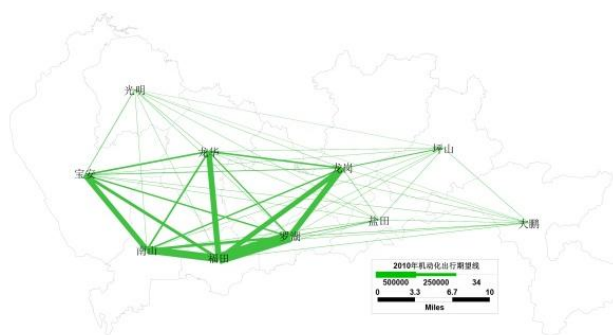 光明
龙华
坪山
宝安
龙岗
盐田
大鹏
南山
福田
罗湖
2010年机动化出行期望线
500000 250000 34
0 3.3 6.7 10
Miles